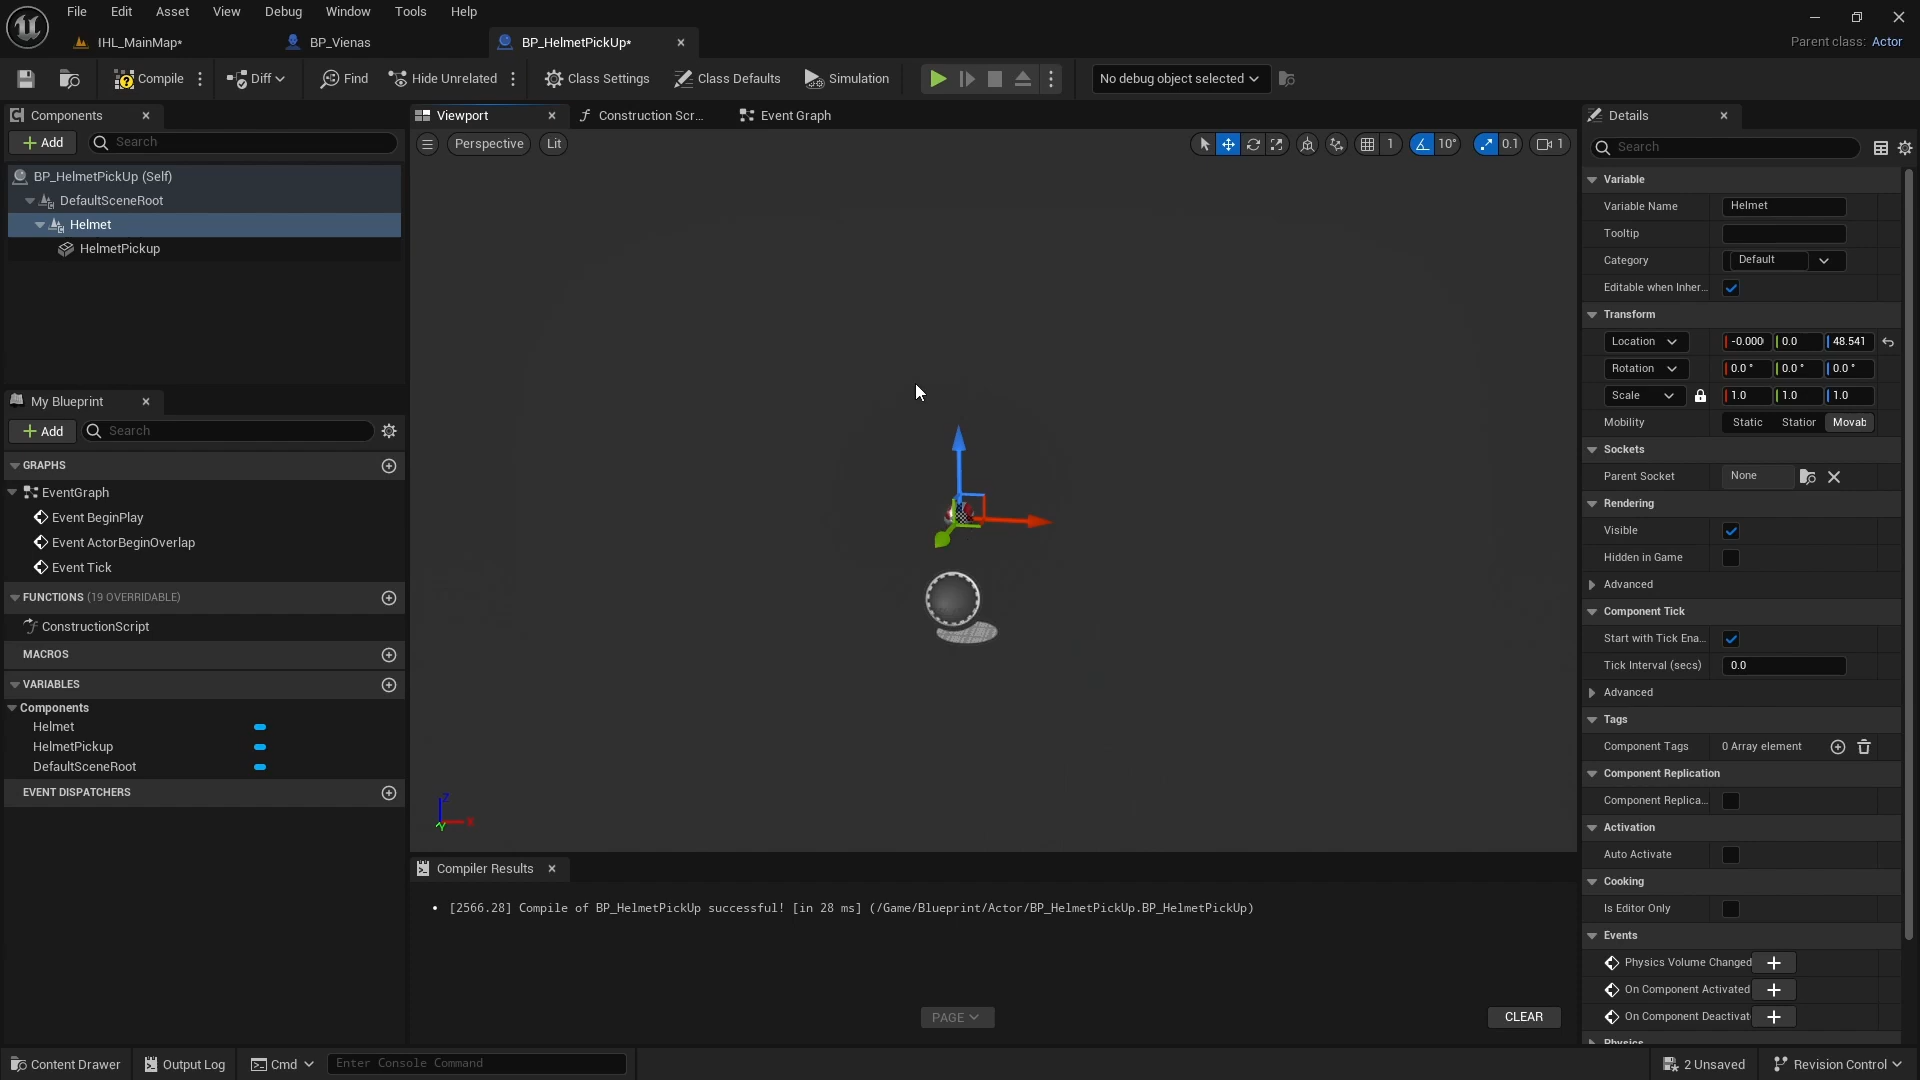 File Edit Asset View Debug Window Tools Help
IHL_MainMap* BP_Vienas BP_HelmetPickUp*
Parent class: Actor
Compile Diff Find Hide Unrelated Class Settings Class Defaults Simulation No debug object selected
Components
Add Search
BP_HelmetPickUp (Self)
DefaultSceneRoot
Helmet
HelmetPickup
My Blueprint
Add Search
GRAPHS
EventGraph
Event BeginPlay
Event ActorBeginOverlap
Event Tick
FUNCTIONS (19 OVERRIDABLE)
ConstructionScript
MACROS
VARIABLES
Components
Helmet
HelmetPickup
DefaultSceneRoot
EVENT DISPATCHERS
Viewport Construction Scr... Event Graph
Perspective Lit 1 10° 0.1 1
Z
X
Y
Compiler Results
• [2566.28] Compile of BP_HelmetPickUp successful! [in 28 ms] (/Game/Blueprint/Actor/BP_HelmetPickUp.BP_HelmetPickUp)
PAGE CLEAR
Details
Search
Variable
Variable Name Helmet
Tooltip
Category Default
Editable when Inher...
Transform
Location -0.000 0.0 48.541
Rotation 0.0 ° 0.0 ° 0.0 °
Scale 1.0 1.0 1.0
Mobility Static Station Movab
Sockets
Parent Socket None
Rendering
Visible
Hidden in Game
Advanced
Component Tick
Start with Tick Ena...
Tick Interval (secs) 0.0
Advanced
Tags
Component Tags 0 Array element
Component Replication
Component Replica...
Activation
Auto Activate
Cooking
Is Editor Only
Events
Physics Volume Changed
On Component Activated
On Component Deactivat
Physics
Content Drawer Output Log Cmd Enter Console Command 2 Unsaved Revision Control